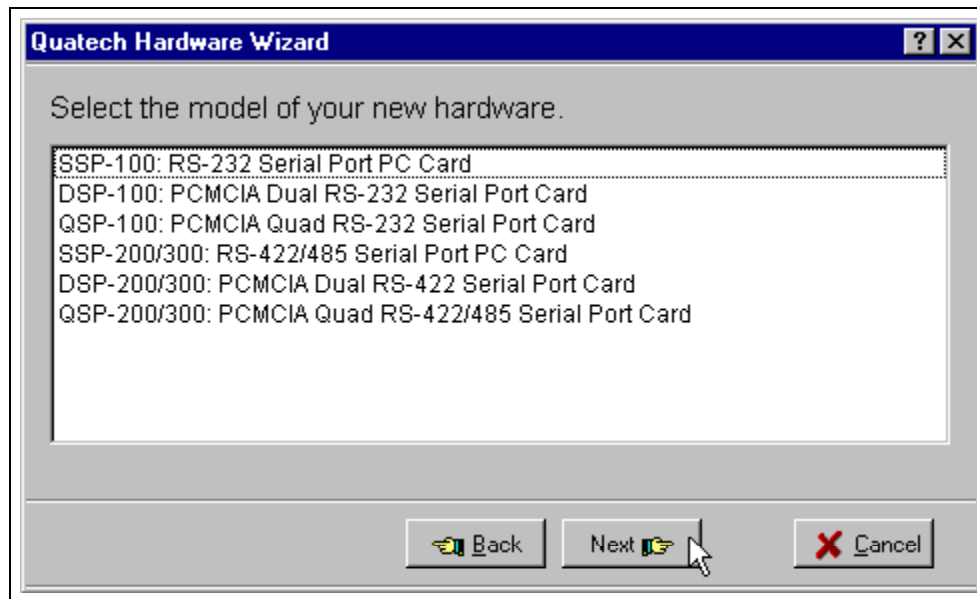 Quatech Hardware Wizard
Select the model of your new hardware.
SSP-100: RS-232 Serial Port PC Card
DSP-100: PCMCIA Dual RS-232 Serial Port Card
QSP-100: PCMCIA Quad RS-232 Serial Port Card
SSP-200/300: RS-422/485 Serial Port PC Card
DSP-200/300: PCMCIA Dual RS-422 Serial Port Card
QSP-200/300: PCMCIA Quad RS-422/485 Serial Port Card
Back Next Cancel